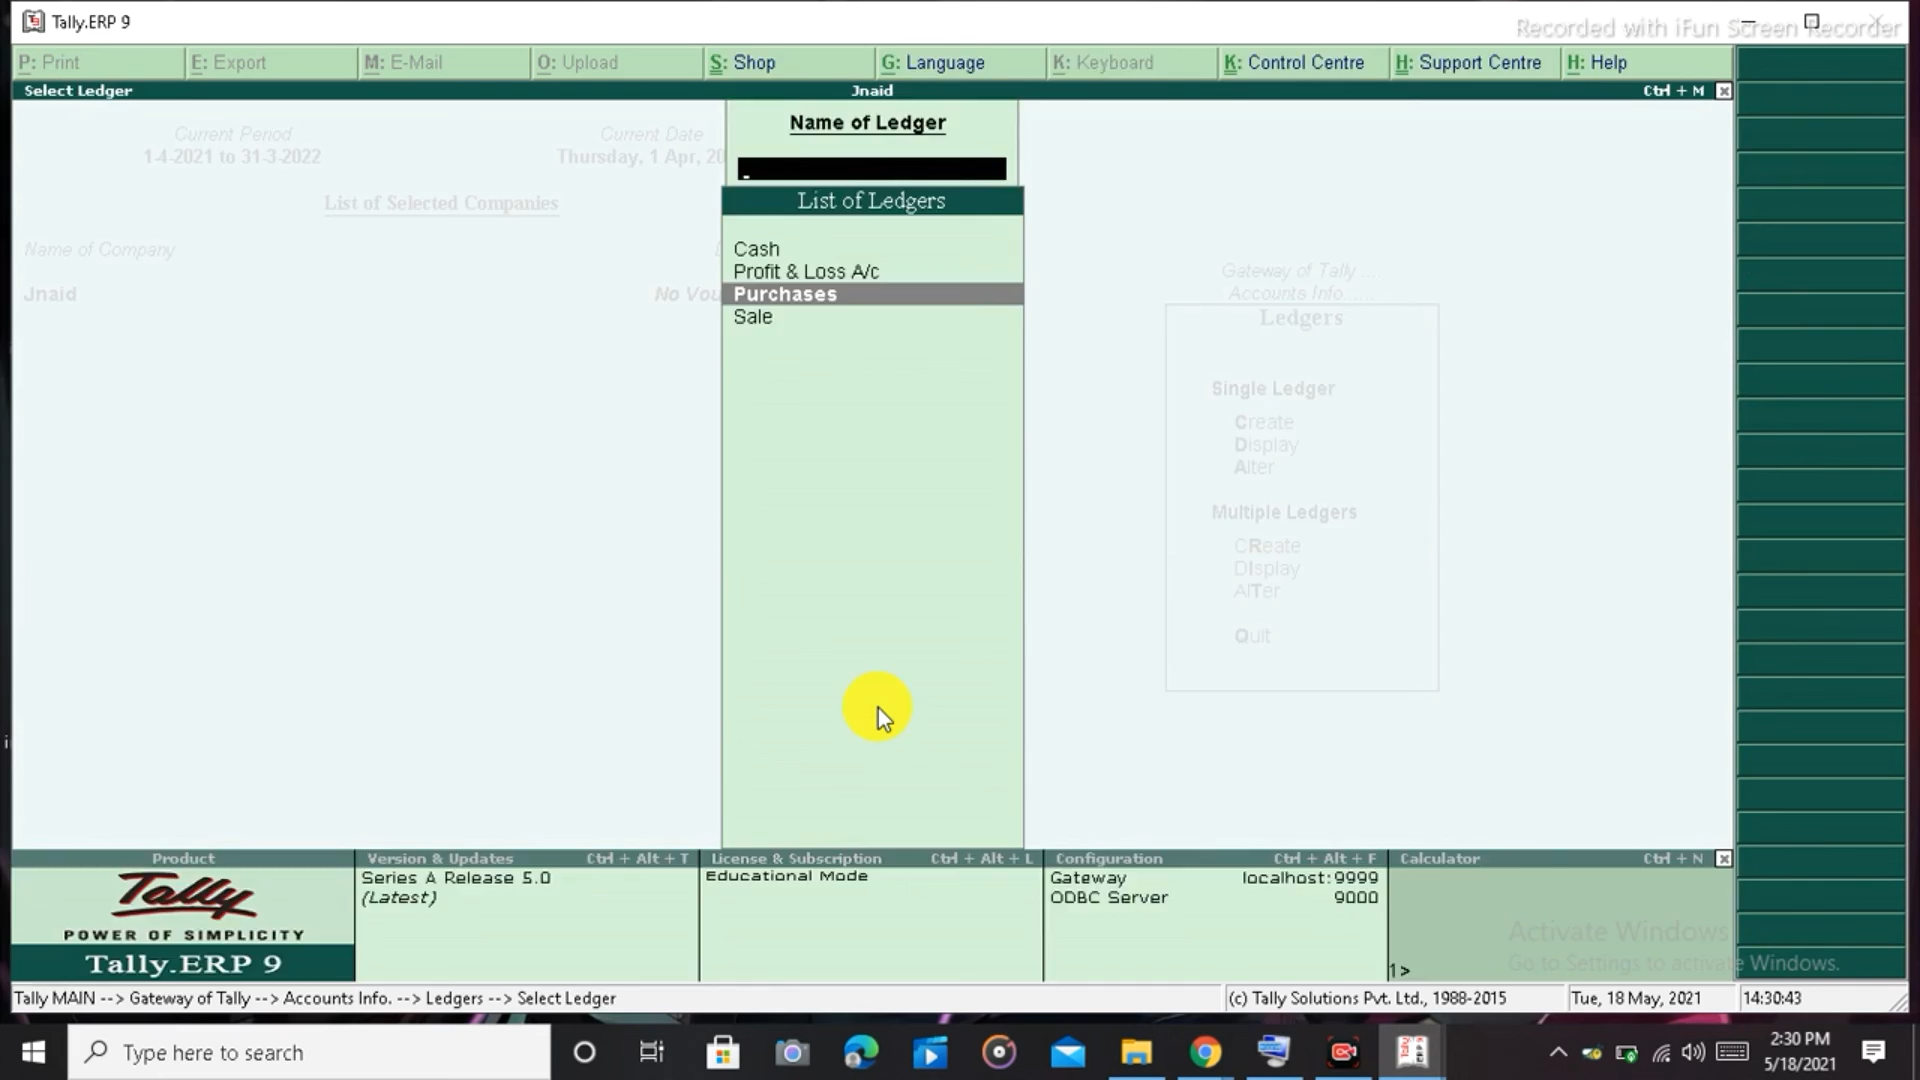 Tally.ERP 9
Recorded with iFun Screen Recorder
P: Print
E: Export
M: E-Mail
O: Upload
S: Shop
G: Language
K: Keyboard
K: Control Centre
H: Support Centre
H: Help
Select Ledger
Jnaid
Ctrl + M
Current Period
1-4-2021 to 31-3-2022
Current Date
Thursday, 1 Apr, 20
List of Selected Companies
Name of Company
Jnaid
No Vou
Name of Ledger
List of Ledgers
Cash
Profit & Loss A/c
Purchases
Sale
Gateway of Tally ....
Accounts Info. ....
Ledgers
Single Ledger
Create
Display
Alter
Multiple Ledgers
CReate
DIsplay
AlTer
Quit
Product
Tally
POWER OF SIMPLICITY
Tally.ERP 9
Version & Updates Ctrl + Alt + T
Series A Release 5.0
(Latest)
License & Subscription Ctrl + Alt + L
Educational Mode
Configuration Ctrl + Alt + F
Gateway localhost:9999
ODBC Server 9000
Calculator Ctrl + N
1>
Activate Windows
Go to Settings to activate Windows.
Tally MAIN --> Gateway of Tally --> Accounts Info. --> Ledgers --> Select Ledger
(c) Tally Solutions Pvt. Ltd., 1988-2015
Tue, 18 May, 2021
14:30:43
Type here to search
2:30 PM
5/18/2021